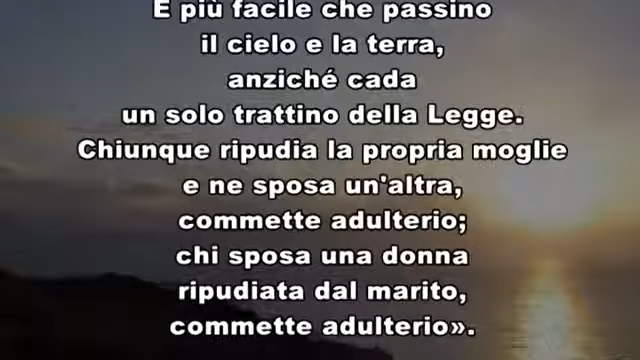 È più facile che passino
il cielo e la terra,
anziché cada
un solo trattino della Legge.
Chiunque ripudia la propria moglie
e ne sposa un'altra,
commette adulterio;
chi sposa una donna
ripudiata dal marito,
commette adulterio».